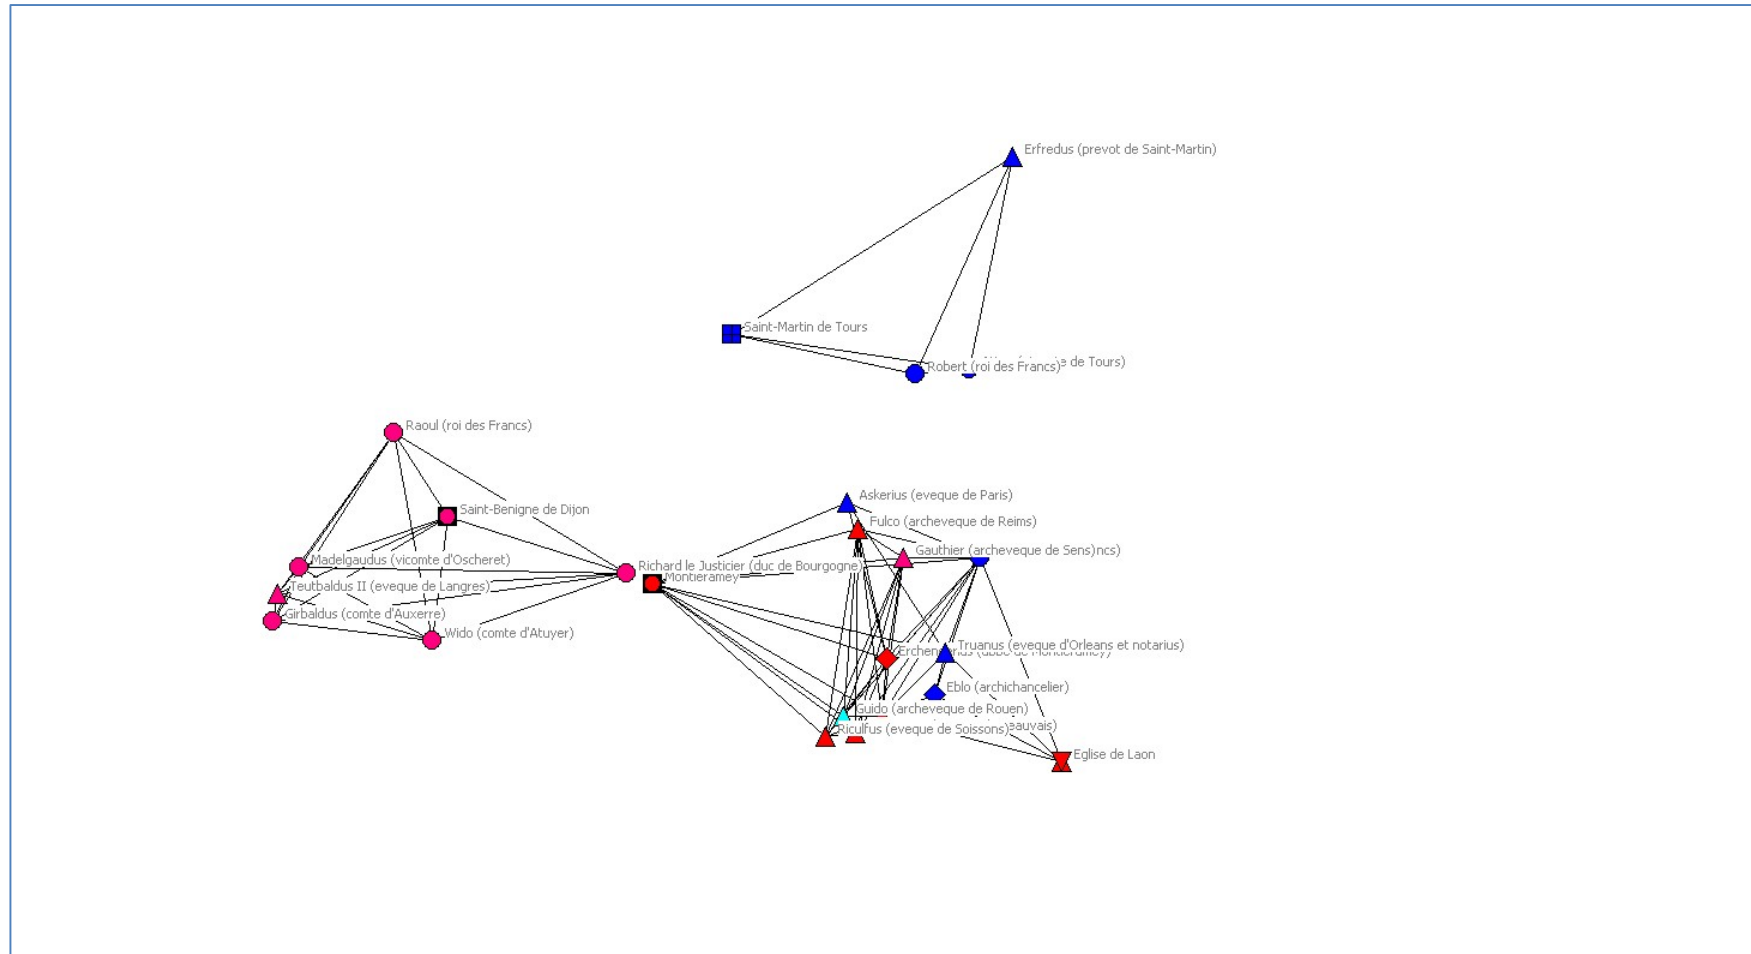 Erfredus (prevot de Saint-Martin)
Saint-Martin de Tours
de Tours)
Robert (roi des Francs)
Raoul (roi des Francs)
Askerius (eveque de Paris)
Saint-Benigne de Dijon
Fulco (archeveque de Reims)
Gauthier (archeveque de Sens)ncs)
Madelgaudus (vicomte d'Oscheret)
Richard le Justicier (duc de Bourgogne)
Montieramey
Teutbaldus II (eveque de Langres)
Girbaldus (comte d'Auxerre)
Wido (comte d'Atuyer)
Truanus (eveque d'Orleans et notarius)
Eblo (archichancelier)
Guido (archeveque de Rouen)
Riculfus (eveque de Soissons)
Eglise de Laon